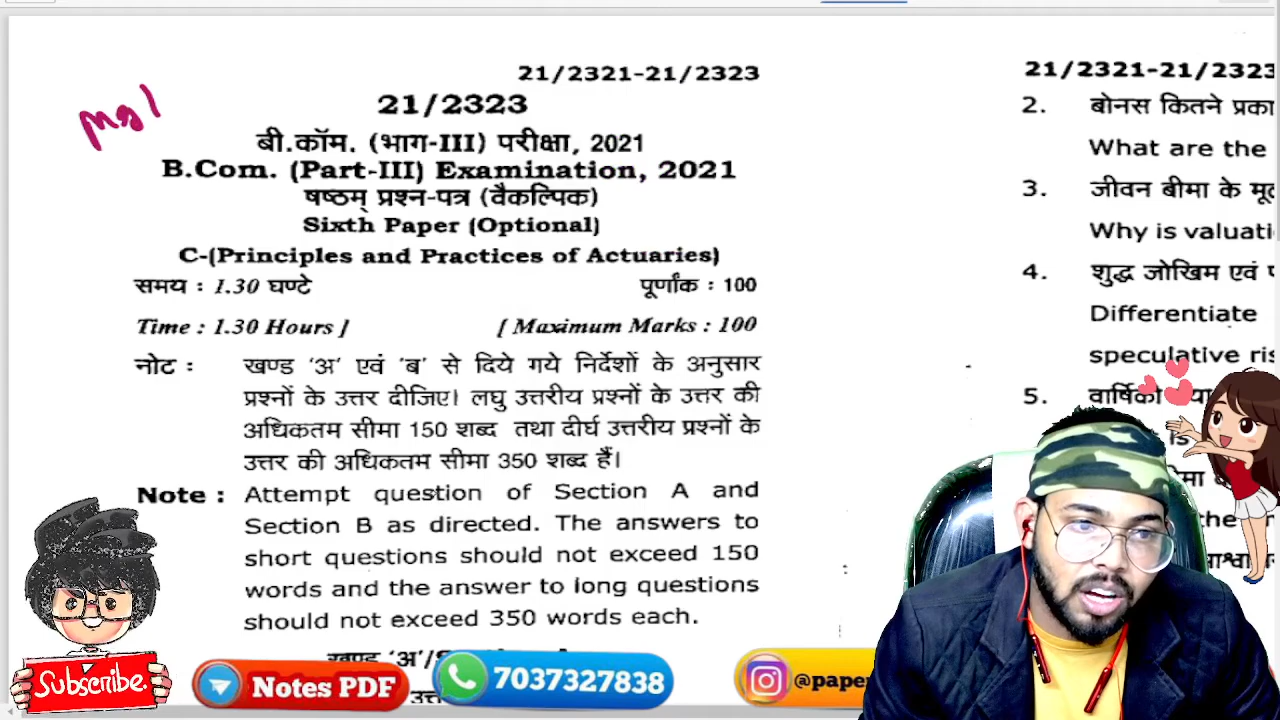 21/2321-21/2323
21/2323
बी.कॉम. (भाग-III) परीक्षा, 2021
B.Com. (Part-III) Examination, 2021
षष्ठम् प्रश्न-पत्र (वैकल्पिक)
Sixth Paper (Optional)
C-(Principles and Practices of Actuaries)
समय : 1.30 घण्टे पूर्णांक : 100
Time : 1.30 Hours ] [ Maximum Marks : 100
नोट : खण्ड ‘अ’ एवं ‘ब’ से दिये गये निर्देशों के अनुसार
प्रश्नों के उत्तर दीजिए। लघु उत्तरीय प्रश्नों के उत्तर की
अधिकतम सीमा 150 शब्द तथा दीर्घ उत्तरीय प्रश्नों के
उत्तर की अधिकतम सीमा 350 शब्द हैं।
Note : Attempt question of Section A and
Section B as directed. The answers to
short questions should not exceed 150
words and the answer to long questions
should not exceed 350 words each.
21/2321-21/2323
2. बोनस कितने
What are the
3. जीवन बीमा के
Why is
4. शुद्ध जोखिम एवं
Differentiate
speculative
5.
Subscribe.
Notes PDF
7037327838